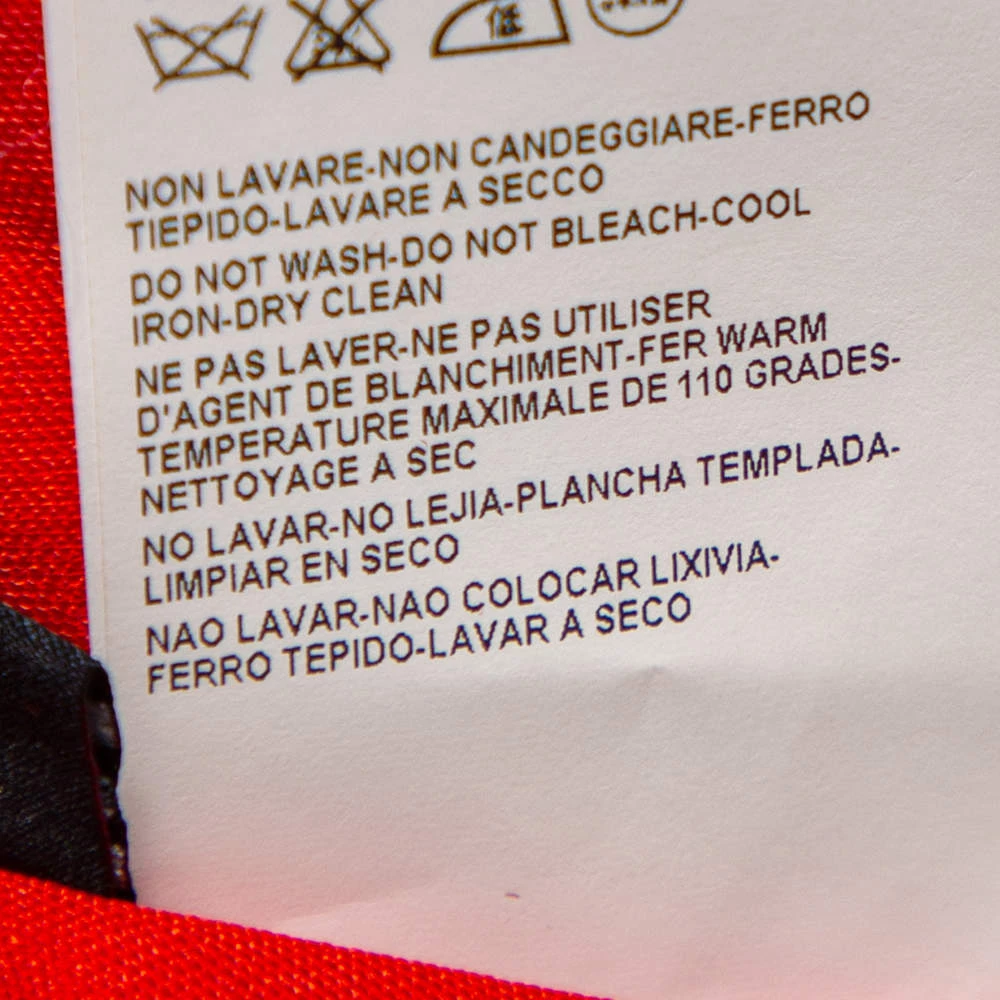 低
NON LAVARE-NON CANDEGGIARE-FERRO
TIEPIDO-LAVARE A SECCO
DO NOT WASH-DO NOT BLEACH-COOL
IRON-DRY CLEAN
NE PAS LAVER-NE PAS UTILISER
D'AGENT DE BLANCHIMENT-FER WARM
TEMPERATURE MAXIMALE DE 110 GRADES-
NETTOYAGE A SEC
NO LAVAR-NO LEJIA-PLANCHA TEMPLADA-
LIMPIAR EN SECO
NAO LAVAR-NAO COLOCAR LIXIVIA-
FERRO TEPIDO-LAVAR A SECO